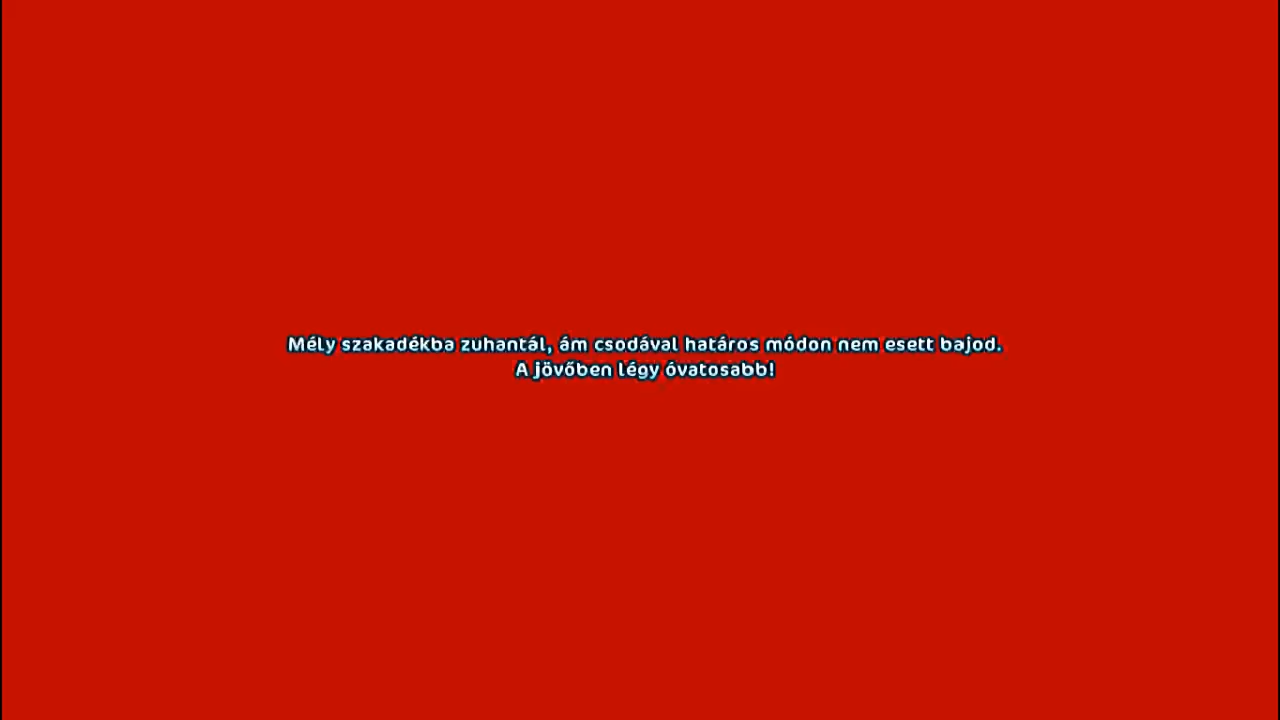 Mély szakadékba zuhantál, ám csodával határos módon nem esett bajod.
A jövőben légy óvatosabb!